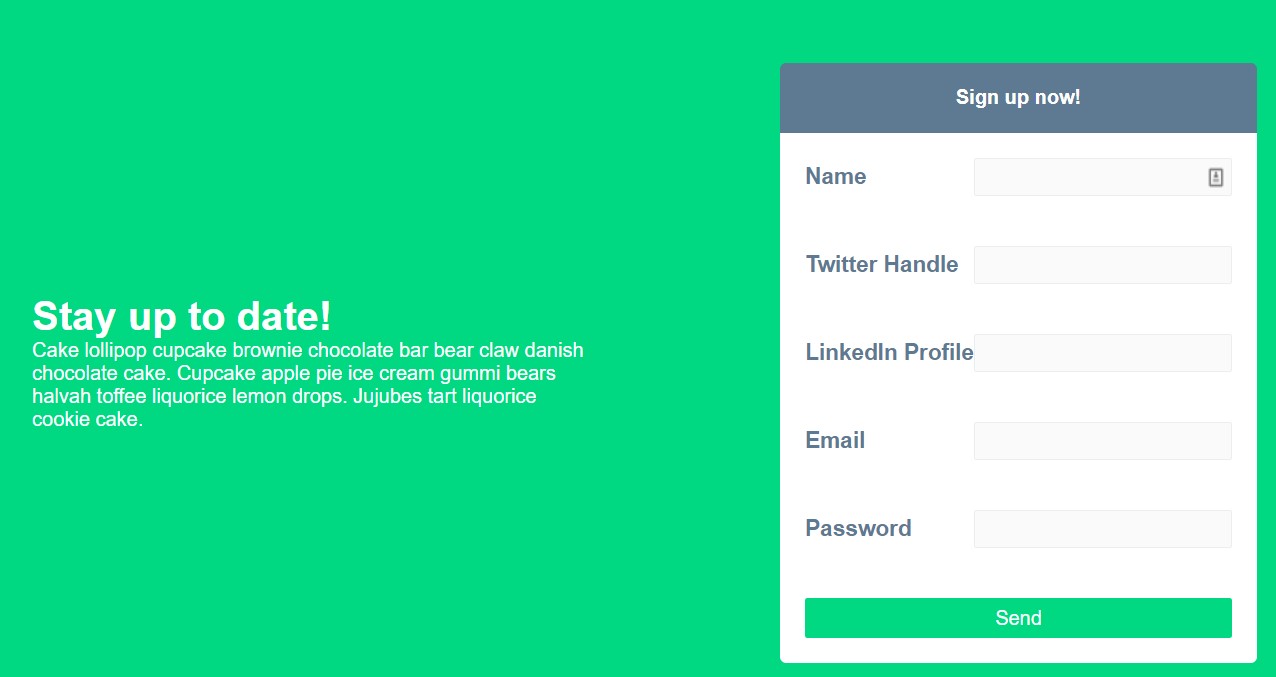 Stay up to date!
Cake lollipop cupcake brownie chocolate bar bear claw danish
chocolate cake. Cupcake apple pie ice cream gummi bears
halvah toffee liquorice lemon drops. Jujubes tart liquorice
cookie cake.
Sign up now!
Name
Twitter Handle
LinkedIn Profile
Email
Password
Send